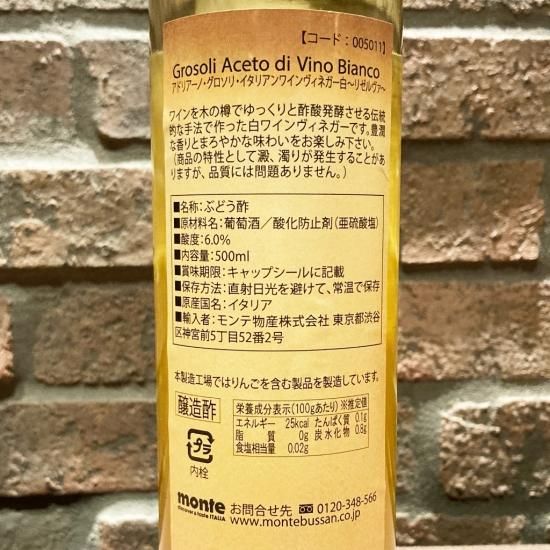 【コード：005011】
Grosoli Aceto di Vino Bianco
アドリアーノ・グロソリ・イタリアンワインヴィネガー白～リゼルヴァ～
ワインを木の樽でゆっくりと酢酸発酵させる伝統
的な手法で作った白ワインヴィネガーです。豊潤
な香りとまろやかな味わいをお楽しみ下さい。
(商品の特性として澱、濁りが発生することがあ
りますが、品質には問題ありません。)
■名称：ぶどう酢
■原材料名：葡萄酒／酸化防止剤（亜硫酸塩）
■酸度：6.0%
■内容量：500ml
■賞味期限：キャップシールに記載
■保存方法：直射日光を避けて、常温で保存
■原産国名：イタリア
■輸入者：モンテ物産株式会社 東京都渋谷
区神宮前5丁目52番2号
本製造工場ではりんごを含む製品を製造しています。
醸造酢
プラ
内栓
栄養成分表示（100gあたり）※推定値
エネルギー 25kcal たんぱく質 0.1g
脂質 0g 炭水化物 0.8g
食塩相当量 0.02g
monte
discover & taste ITALIA
お問合せ先 0120-348-566
www.montebussan.co.jp